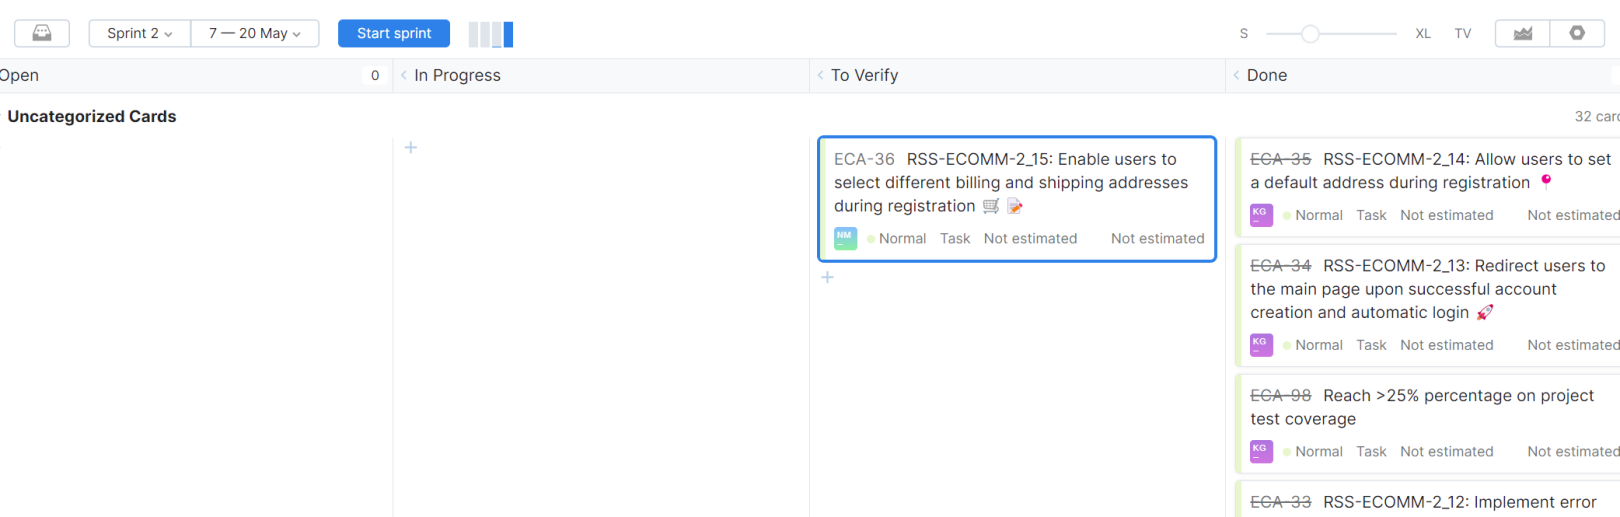 Sprint 2 7 — 20 May Start sprint S XL TV
Open 0 In Progress To Verify Done
Uncategorized Cards 32 card
ECA-36 RSS-ECOMM-2_15: Enable users to
select different billing and shipping addresses
during registration
NM Normal Task Not estimated Not estimated
ECA-35 RSS-ECOMM-2_14: Allow users to set
a default address during registration
KG Normal Task Not estimated Not estimated
ECA-34 RSS-ECOMM-2_13: Redirect users to
the main page upon successful account
creation and automatic login
KG Normal Task Not estimated Not estimated
ECA-98 Reach >25% percentage on project
test coverage
KG Normal Task Not estimated Not estimated
ECA-33 RSS-ECOMM-2_12: Implement error